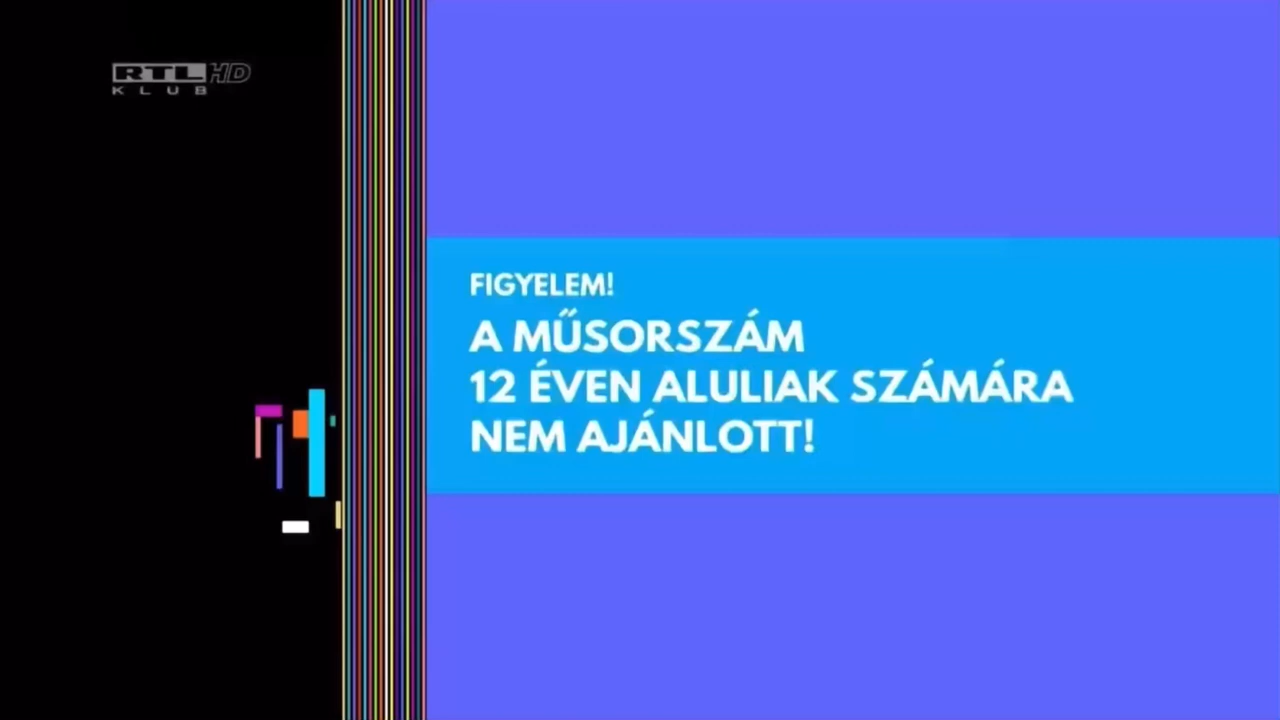 RTL HD
KLUB
FIGYELEM!
A MŰSORSZÁM
12 ÉVEN ALULIAK SZÁMÁRA
NEM AJÁNLOTT!